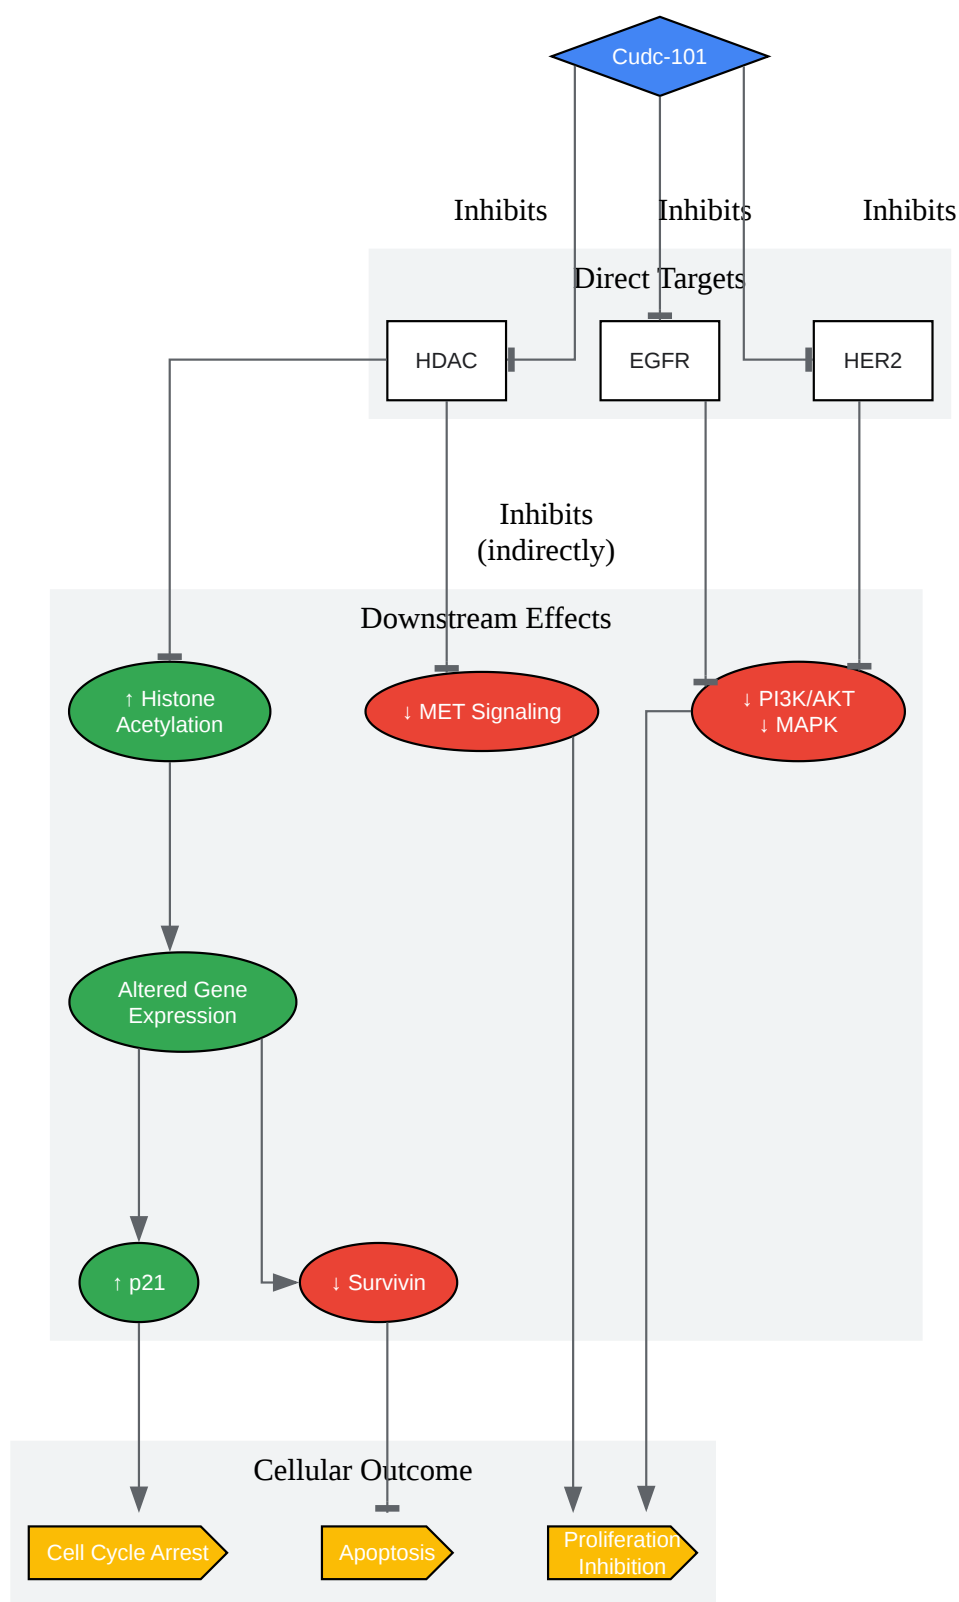 Cudc-101
Inhibits
Inhibits
Inhibits
Direct Targets
HDAC
EGFR
HER2
Inhibits
(indirectly)
Downstream Effects
↑ Histone
Acetylation
↓ MET Signaling
↓ PI3K/AKT
↓ MAPK
Altered Gene
Expression
↑ p21
↓ Survivin
Cellular Outcome
Cell Cycle Arrest
Apoptosis
Proliferation
Inhibition